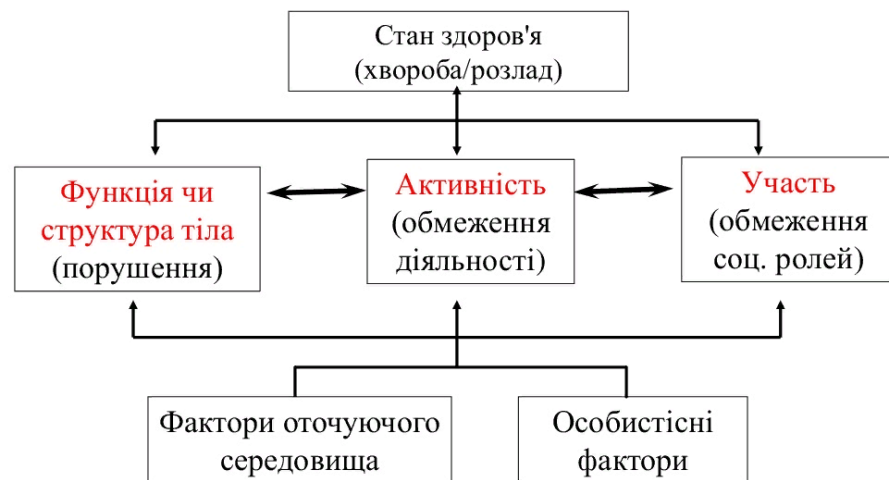 Стан здоров'я
(хвороба/розлад)
Функція чи
структура тіла
(порушення)
Активність
(обмеження
діяльності)
Участь
(обмеження
соц. ролей)
Фактори оточуючого
середовища
Особистісні
фактори